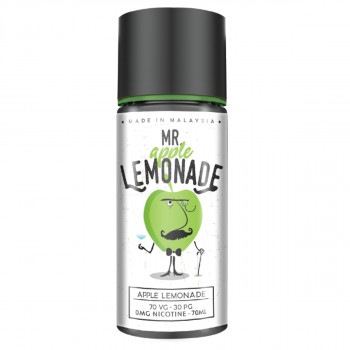 MADE IN MALAYSIA
MR
apple
LEMONADE
APPLE LEMONADE
70 VG - 30 PG
0MG NICOTINE - 70ML